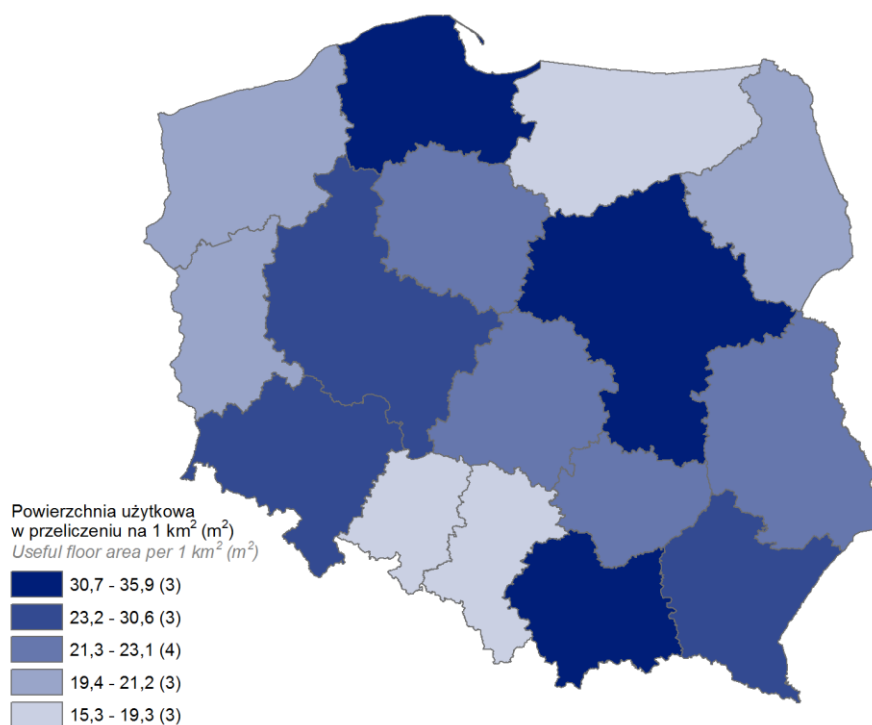 Powierzchnia użytkowa
w przeliczeniu na 1 km² (m²)
Useful floor area per 1 km² (m²)
30,7 - 35,9 (3)
23,2 - 30,6 (3)
21,3 - 23,1 (4)
19,4 - 21,2 (3)
15,3 - 19,3 (3)